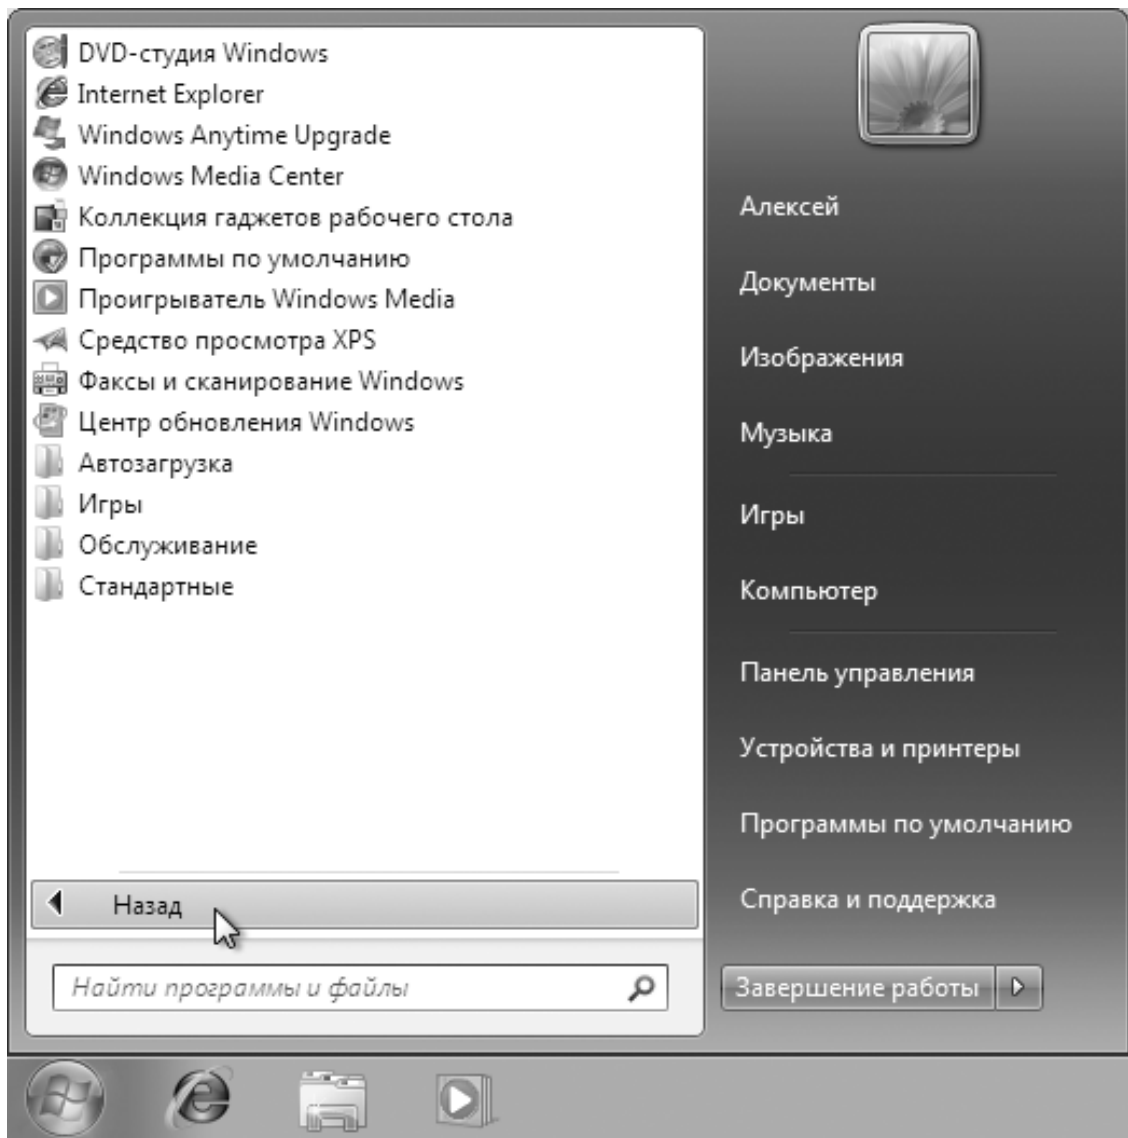 DVD-студия Windows
Internet Explorer
Windows Anytime Upgrade
Windows Media Center
Коллекция гаджетов рабочего стола
Программы по умолчанию
Проигрыватель Windows Media
Средство просмотра XPS
Факсы и сканирование Windows
Центр обновления Windows
Автозагрузка
Игры
Обслуживание
Стандартные
Назад
Найти программы и файлы
Алексей
Документы
Изображения
Музыка
Игры
Компьютер
Панель управления
Устройства и принтеры
Программы по умолчанию
Справка и поддержка
Завершение работы